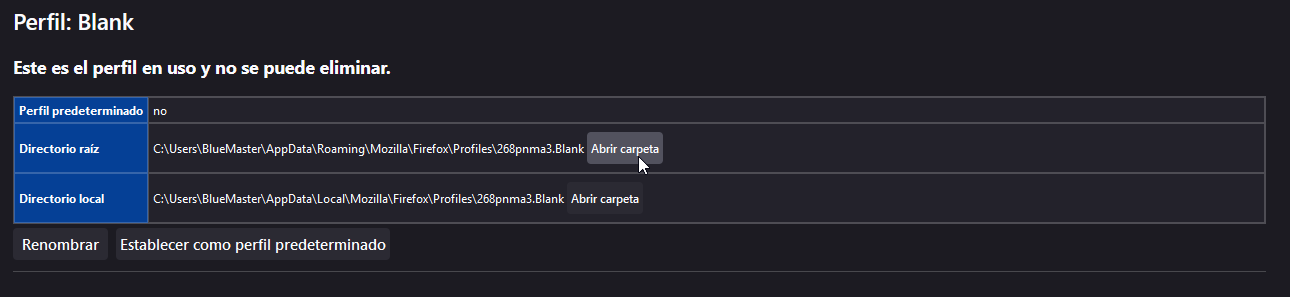 Perfil: Blank
Este es el perfil en uso y no se puede eliminar.
Perfil predeterminado no
Directorio raíz C:\Users\BlueMaster\AppData\Roaming\Mozilla\Firefox\Profiles\268pnma3.Blank Abrir carpeta
Directorio local C:\Users\BlueMaster\AppData\Local\Mozilla\Firefox\Profiles\268pnma3.Blank Abrir carpeta
Renombrar Establecer como perfil predeterminado